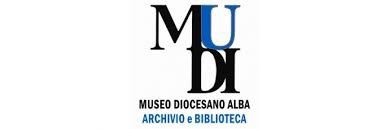 MU
DI
MUSEO DIOCESANO ALBA
ARCHIVIO e BIBLIOTECA